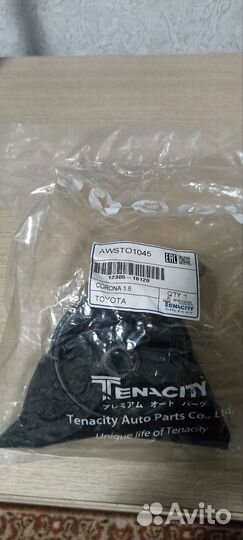 AWSTO1045
EAC
12305-16120
CORONA 1.6
TOYOTA
QTY:1
TENACITY
TENACITY
プレミアム オート パーツ
Tenacity Auto Parts Co., Ltd.
Unique life of Tenacity
Avito